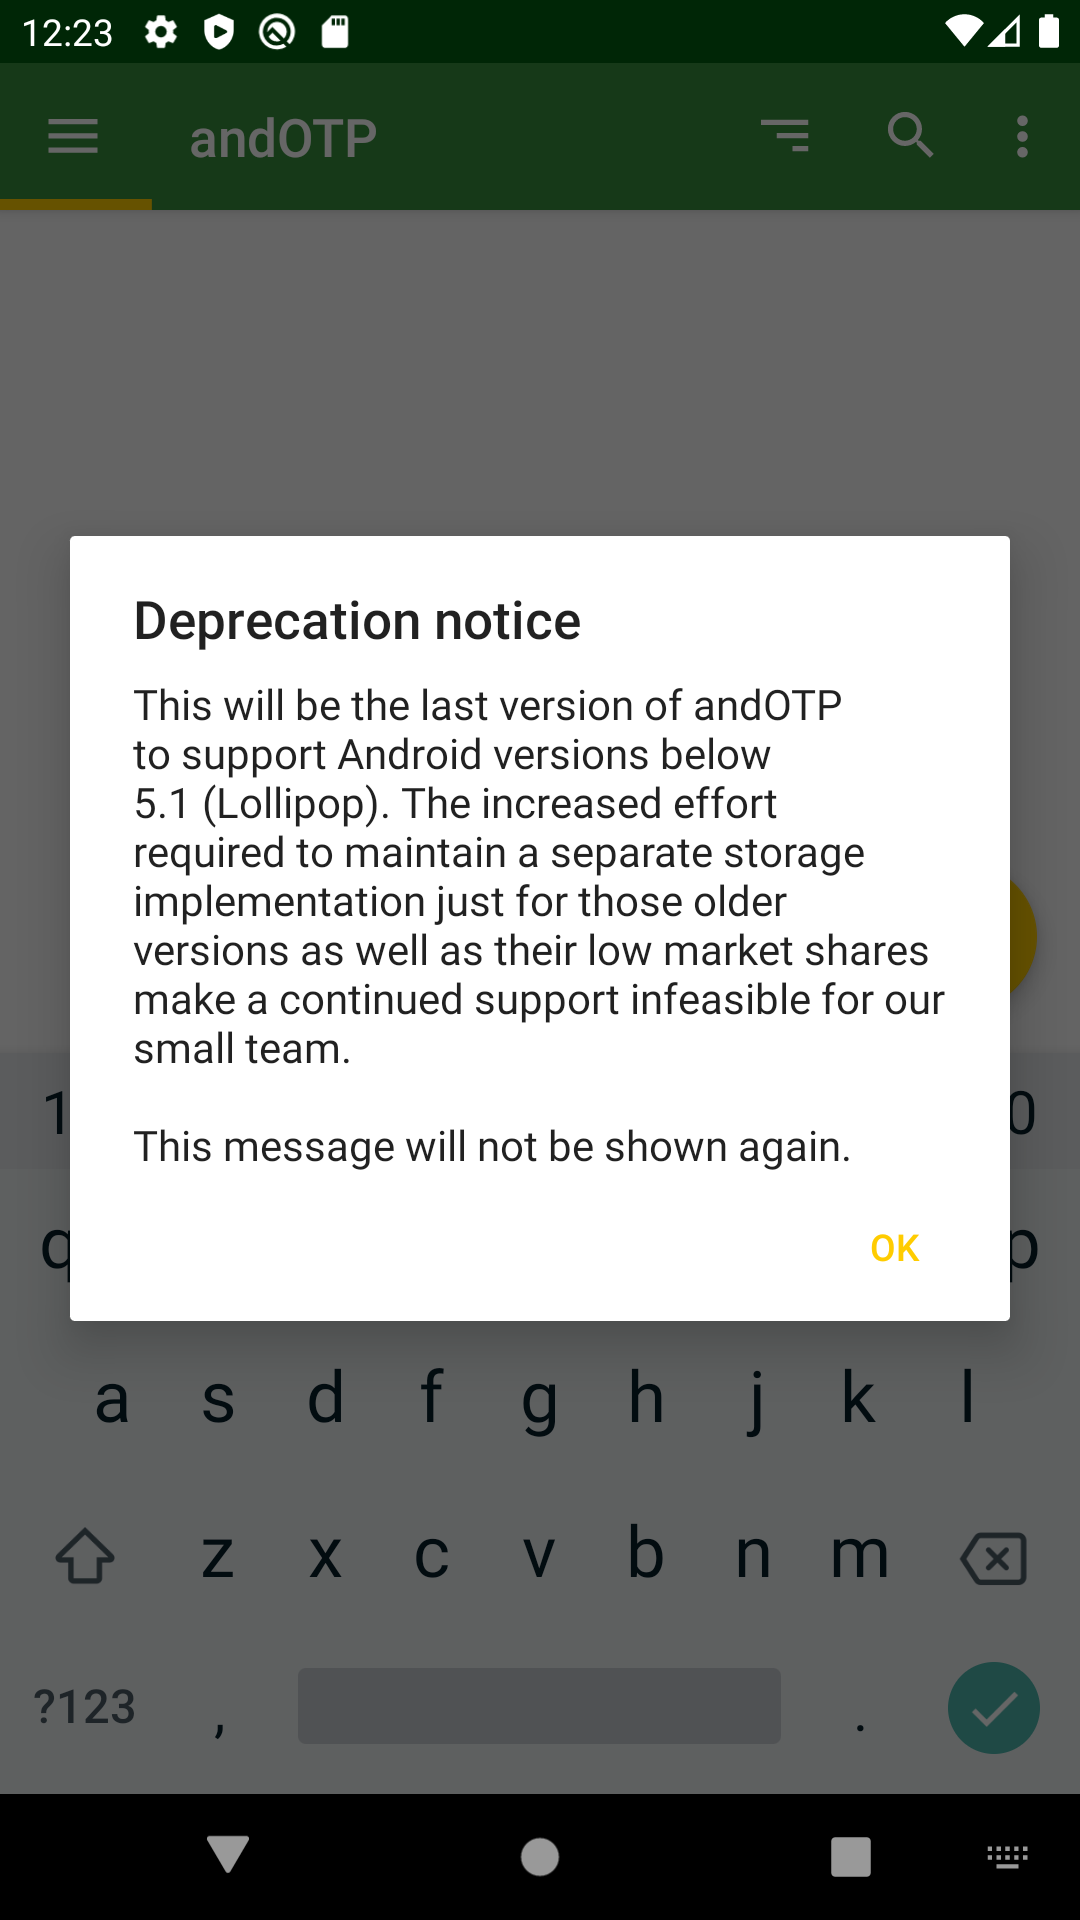 12:23
andOTP
Deprecation notice
This will be the last version of andOTP
to support Android versions below
5.1 (Lollipop). The increased effort
required to maintain a separate storage
implementation just for those older
versions as well as their low market shares
make a continued support infeasible for our
small team.
This message will not be shown again.
OK
1 0
q p
a s d f g h j k l
z x c v b n m
?123 , .